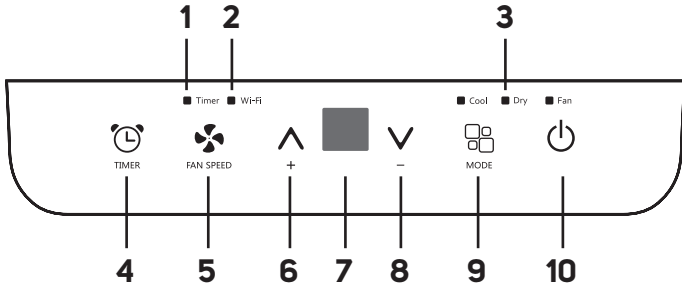 1 2 3
Timer Wi-Fi Cool Dry Fan
+ −
TIMER FAN SPEED MODE
4 5 6 7 8 9 10